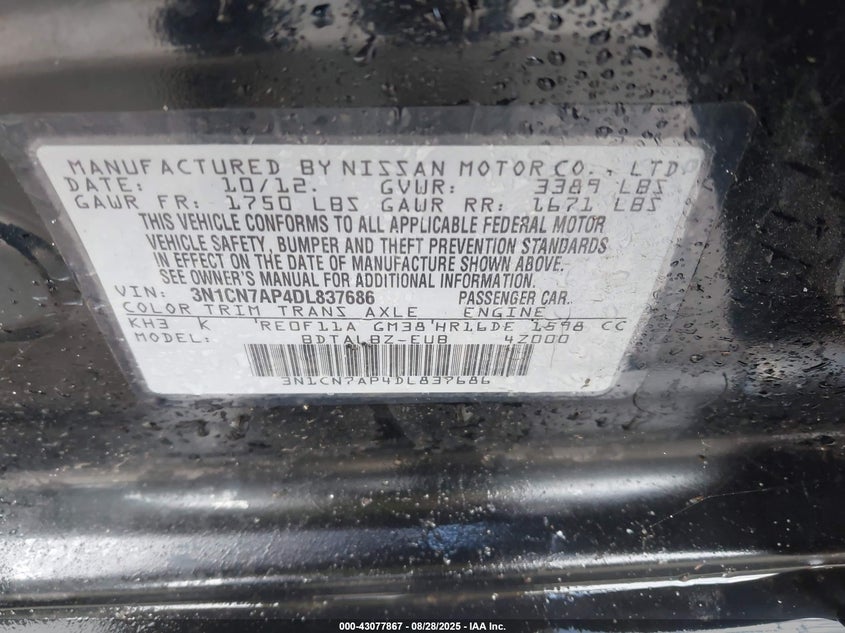 MANUFACTURED BY NISSAN MOTOR CO., LTD
DATE: 10/12. GVWR: 3389 LBS
GAWR FR: 1750 LBS GAWR RR: 1671 LBS
THIS VEHICLE CONFORMS TO ALL APPLICABLE FEDERAL MOTOR
VEHICLE SAFETY, BUMPER AND THEFT PREVENTION STANDARDS
IN EFFECT ON THE DATE OF MANUFACTURE SHOWN ABOVE.
SEE OWNER'S MANUAL FOR ADDITIONAL INFORMATION.
VIN: 3N1CN7AP4DL837686 PASSENGER CAR
COLOR TRIM TRANS AXLE ENGINE
KH3 K RE0F11A GM38 HR16DE 1598 CC
MODEL: BDTALBZ-EUB 4Z000
3N1CN7AP4DL837686
000-43077867 - 08/28/2025 - IAA Inc.